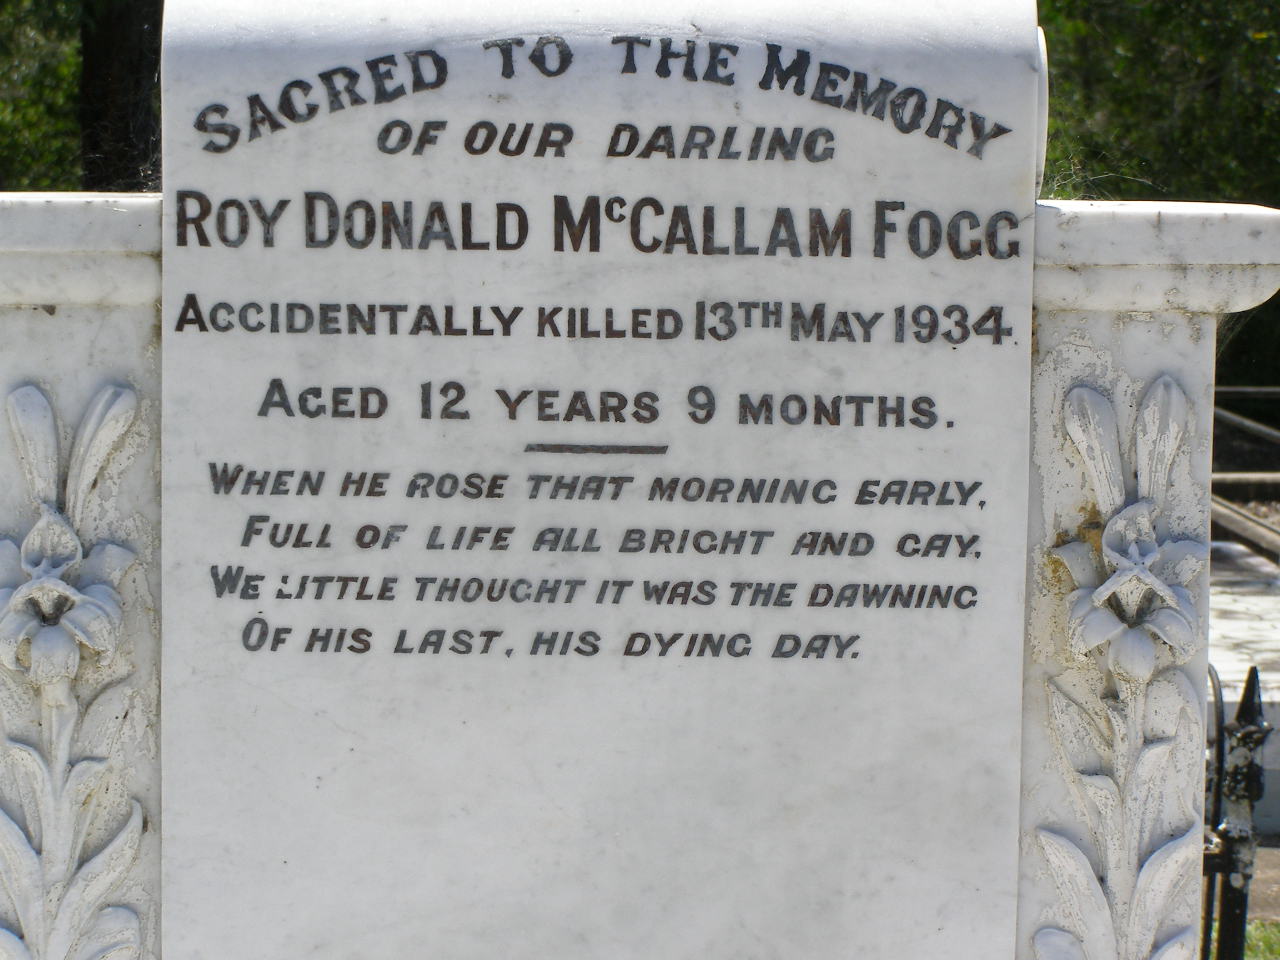 SACRED TO THE MEMORY
OF OUR DARLING
ROY DONALD McCALLAM FOGG
ACCIDENTALLY KILLED 13TH MAY 1934.
AGED 12 YEARS 9 MONTHS.
WHEN HE ROSE THAT MORNING EARLY,
FULL OF LIFE ALL BRIGHT AND GAY,
WE LITTLE THOUGHT IT WAS THE DAWNING
OF HIS LAST, HIS DYING DAY.